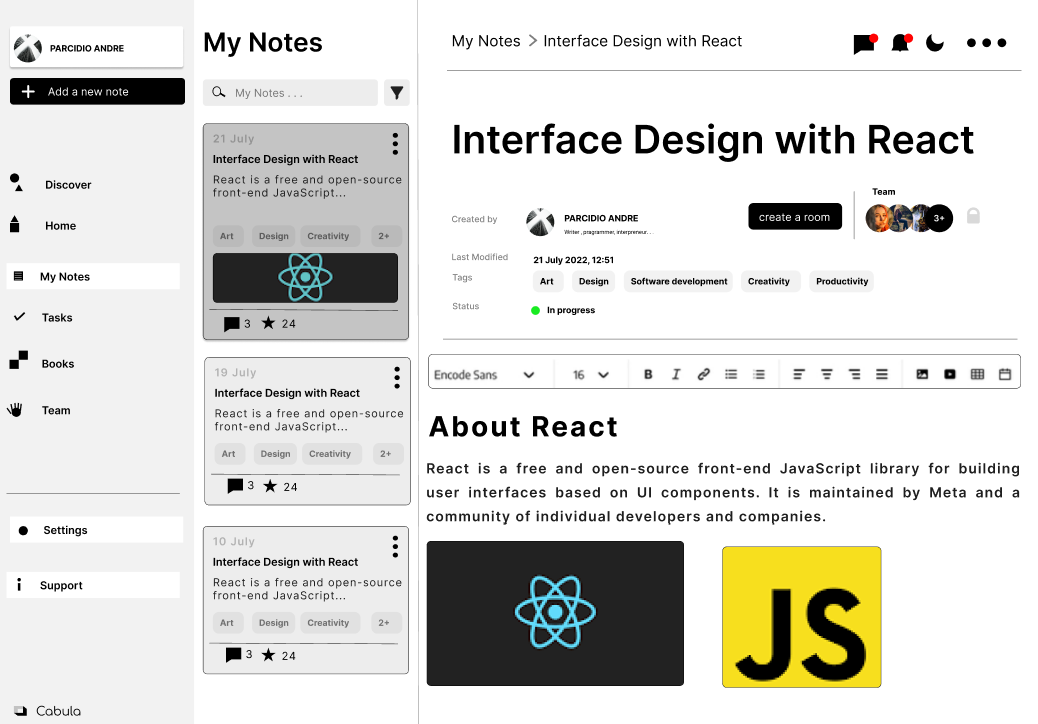 PARCIDIO ANDRE
Add a new note
Discover
Home
My Notes
Tasks
Books
Team
Settings
Support
Cabula
My Notes
My Notes . . .
21 July
Interface Design with React
React is a free and open-source
front-end JavaScript...
Art Design Creativity 2+
3 24
19 July
Interface Design with React
React is a free and open-source
front-end JavaScript...
Art Design Creativity 2+
3 24
10 July
Interface Design with React
React is a free and open-source
front-end JavaScript...
Art Design Creativity 2+
3 24
My Notes > Interface Design with React
Interface Design with React
Created by
PARCIDIO ANDRE
Writer , pragrammer, interpreneur. . .
create a room
Team
3+
Last Modified 21 July 2022, 12:51
Tags Art Design Software development Creativity Productivity
Status In progress
Encode Sans 16 B I
About React
React is a free and open-source front-end JavaScript library for building
user interfaces based on UI components. It is maintained by Meta and a
community of individual developers and companies.
JS